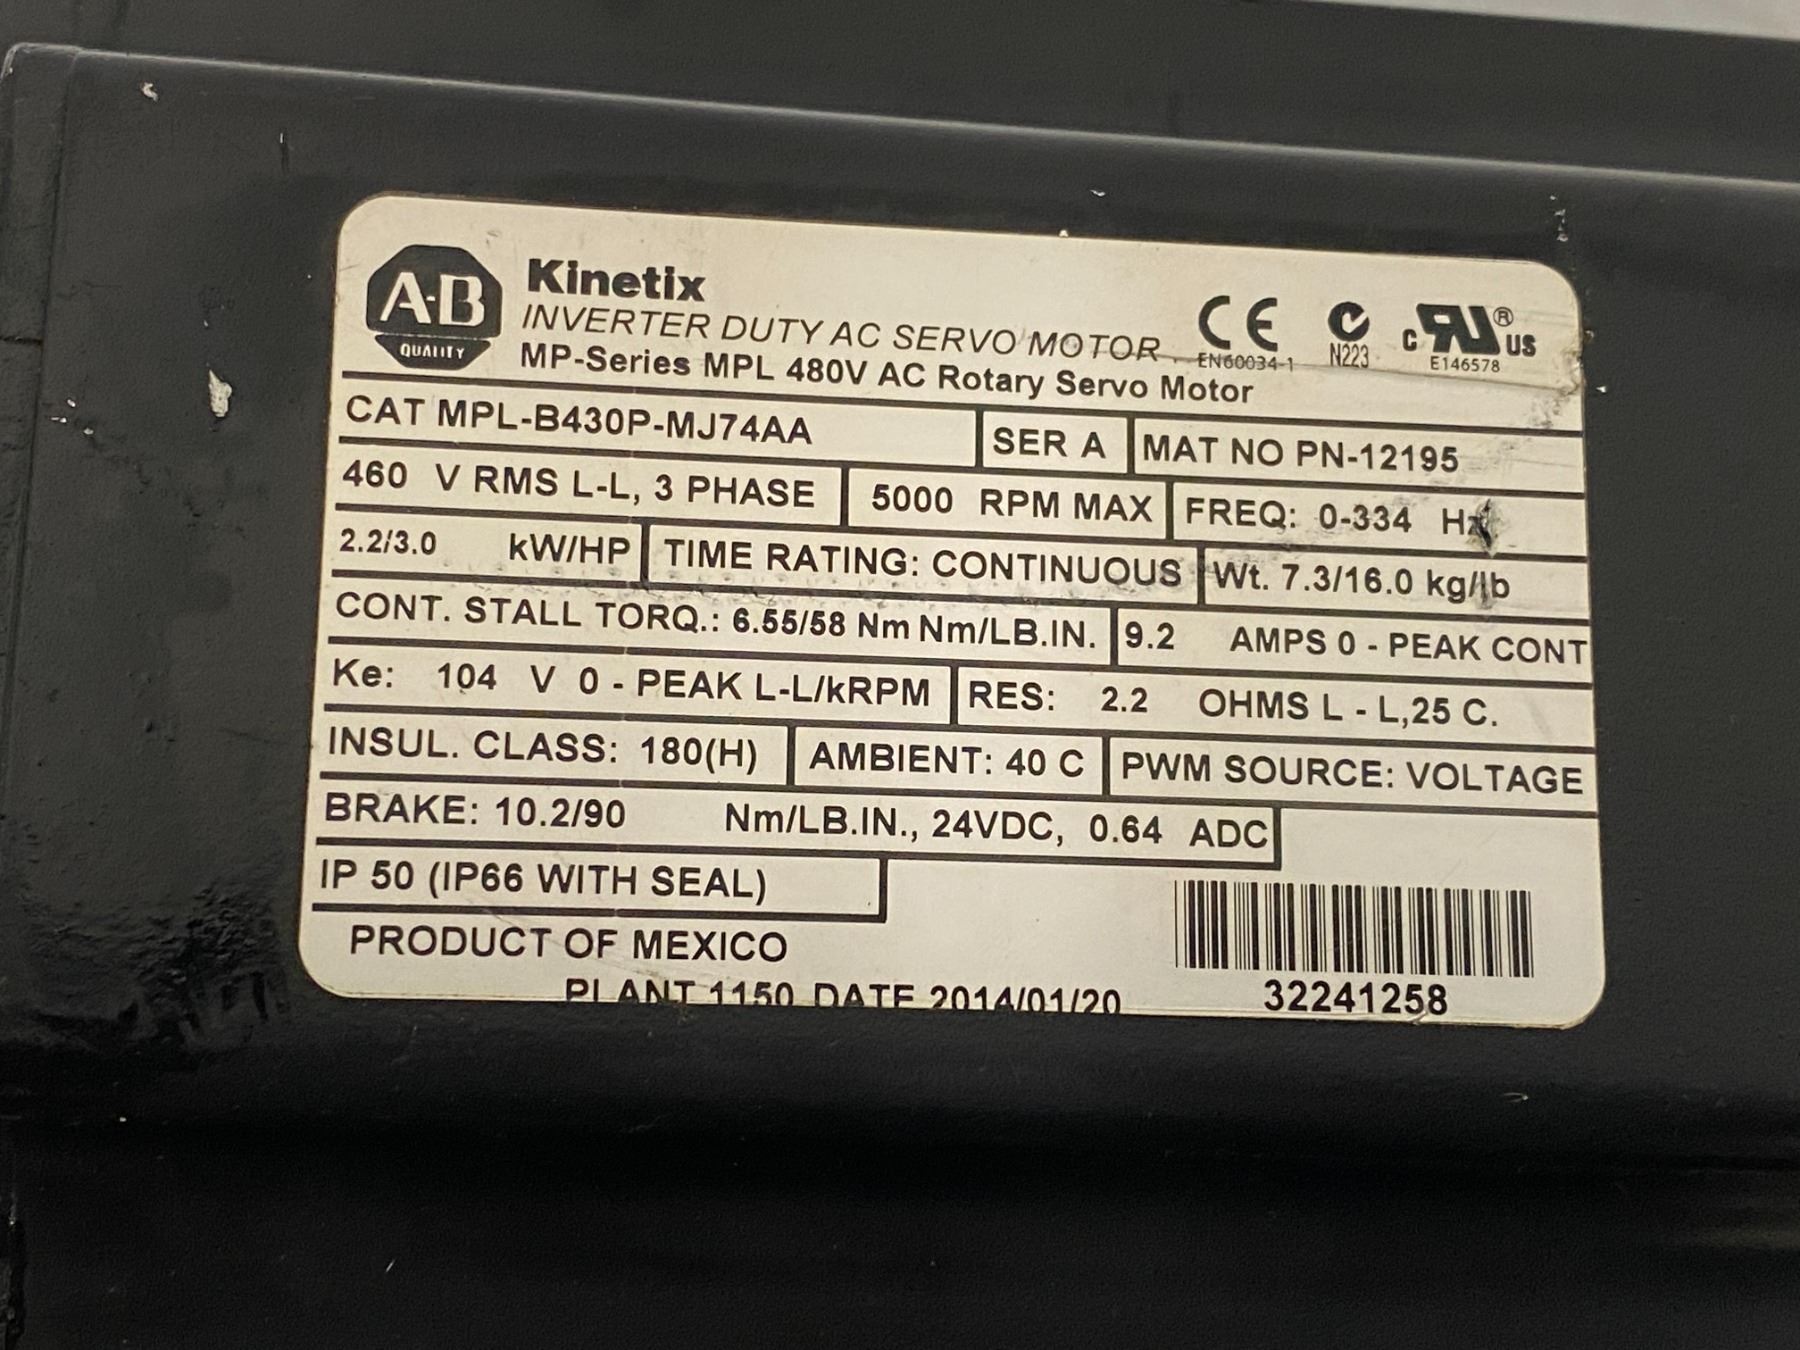 A-B
QUALITY
Kinetix
INVERTER DUTY AC SERVO MOTOR
MP-Series MPL 480V AC Rotary Servo Motor
CE
EN60034-1
N223
C RU ® US
E146578
CAT MPL-B430P-MJ74AA SER A MAT NO PN-12195
460 V RMS L-L, 3 PHASE 5000 RPM MAX FREQ: 0-334 Hz
2.2/3.0 kW/HP TIME RATING: CONTINUOUS Wt. 7.3/16.0 kg/lb
CONT. STALL TORQ.: 6.55/58 Nm Nm/LB.IN. 9.2 AMPS 0 - PEAK CONT
Ke: 104 V 0 - PEAK L-L/kRPM RES: 2.2 OHMS L - L,25 C.
INSUL. CLASS: 180(H) AMBIENT: 40 C PWM SOURCE: VOLTAGE
BRAKE: 10.2/90 Nm/LB.IN., 24VDC, 0.64 ADC
IP 50 (IP66 WITH SEAL)
PRODUCT OF MEXICO
PLANT 1150 DATE 2014/01/20
32241258